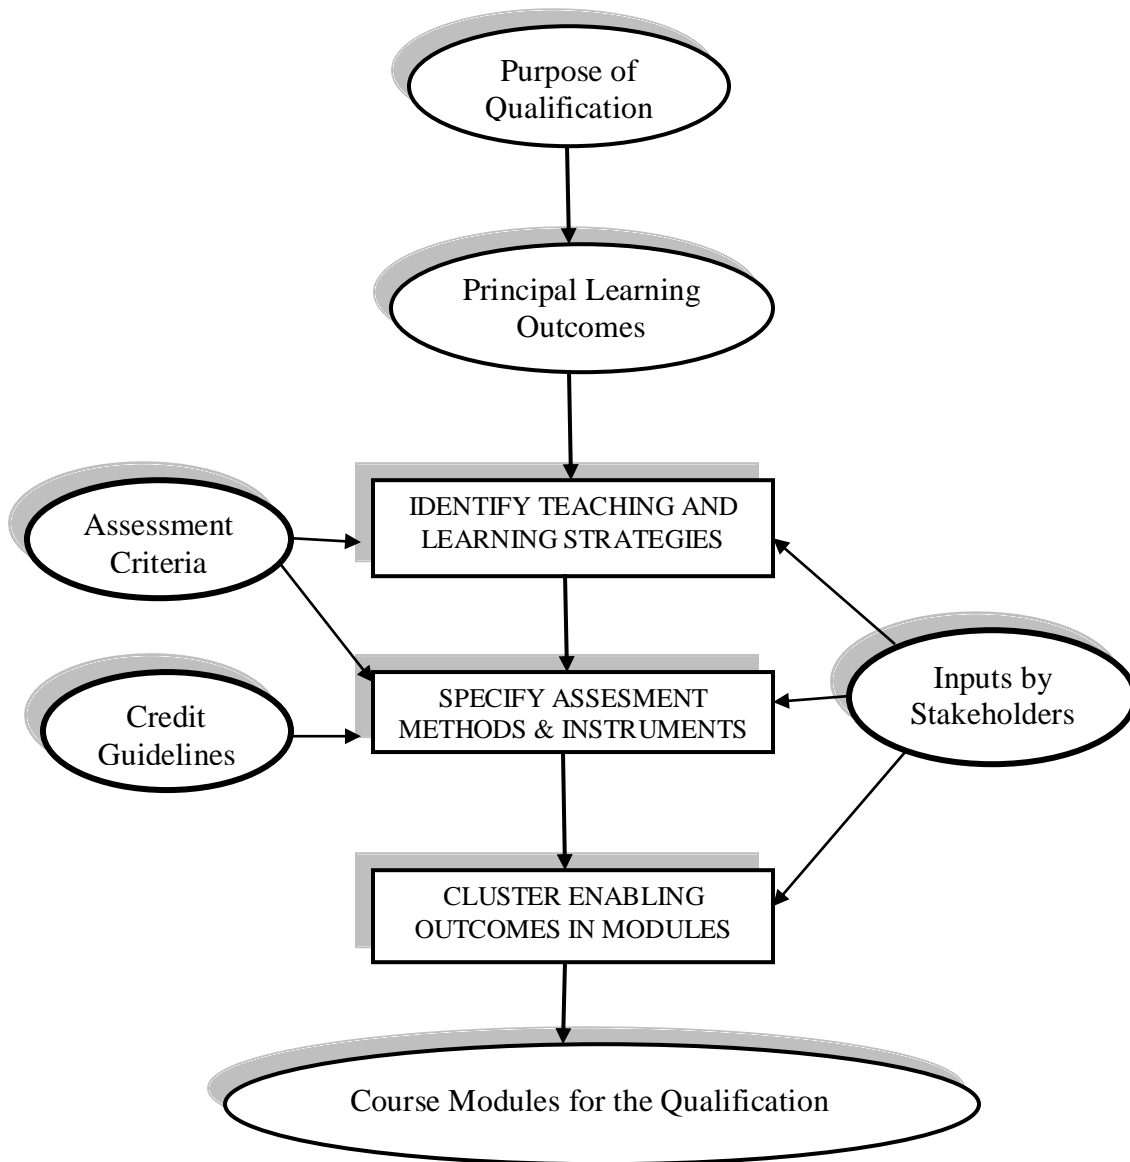 Purpose of
Qualification
Principal Learning
Outcomes
IDENTIFY TEACHING AND
LEARNING STRATEGIES
Assessment
Criteria
Inputs by
Stakeholders
SPECIFY ASSESMENT
METHODS & INSTRUMENTS
Credit
Guidelines
CLUSTER ENABLING
OUTCOMES IN MODULES
Course Modules for the Qualification